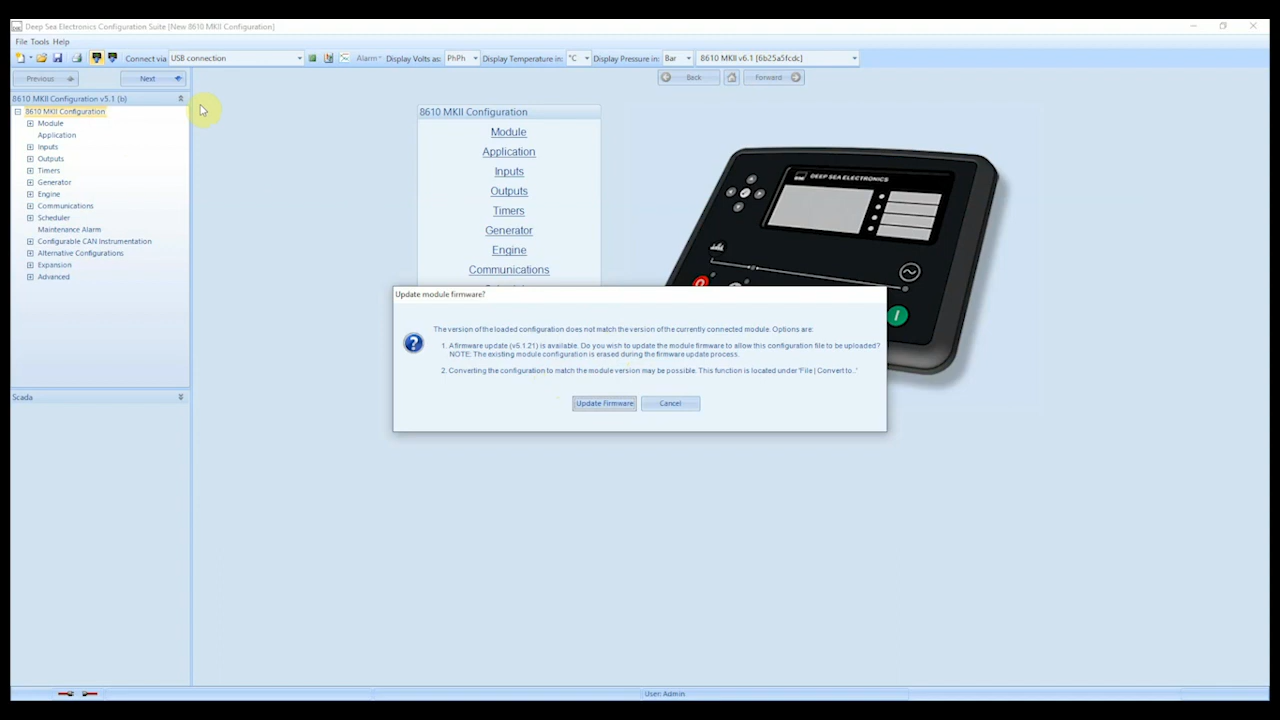 Deep Sea Electronics Configuration Suite [New 8610 MKII Configuration]
File Tools Help
Connect via USB connection Alarm Display Volts as: PhPh Display Temperature in: °C Display Pressure in: Bar 8610 MKII v6.1 [6b25a5fcdc]
Previous Next Back Forward
8610 MKII Configuration v5.1 (b)
8610 MKII Configuration
Module
Application
Inputs
Outputs
Timers
Generator
Engine
Communications
Scheduler
Maintenance Alarm
Configurable CAN Instrumentation
Alternative Configurations
Expansion
Advanced
Scada
8610 MKII Configuration
Module
Application
Inputs
Outputs
Timers
Generator
Engine
Communications
DEEP SEA ELECTRONICS
Update module firmware?
The version of the loaded configuration does not match the version of the currently connected module. Options are:
1. A firmware update (v5.1.21) is available. Do you wish to update the module firmware to allow this configuration file to be uploaded?
NOTE: The existing module configuration is erased during the firmware update process.
2. Converting the configuration to match the module version may be possible. This function is located under 'File | Convert to..'
Update Firmware Cancel
User: Admin